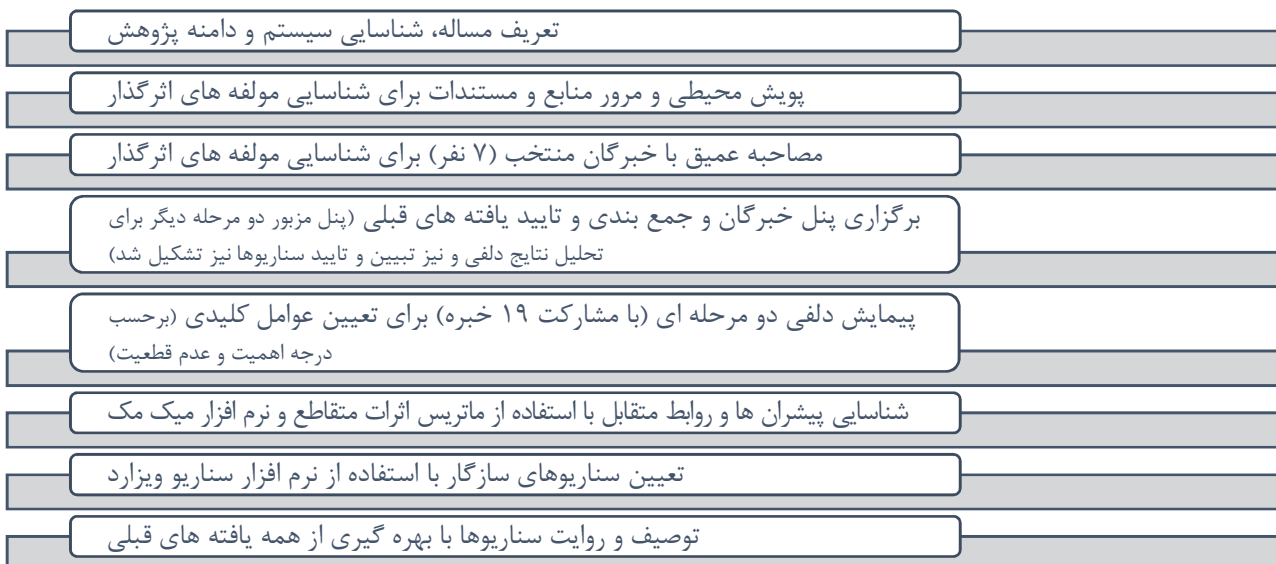 تعریف مساله، شناسایی سیستم و دامنه پژوهش
پویش محیطی و مرور منابع و مستندات برای شناسایی مولفه های اثرگذار
مصاحبه عمیق با خبرگان منتخب (۷ نفر) برای شناسایی مولفه های اثرگذار
برگزاری پنل خبرگان و جمع بندی و تایید یافته های قبلی (پنل مزبور دو مرحله دیگر برای
تحلیل نتایج دلفی و نیز تبیین و تایید سناریوها نیز تشکیل شد)
پیمایش دلفی دو مرحله ای (با مشارکت ۱۹ خبره) برای تعیین عوامل کلیدی (برحسب
درجه اهمیت و عدم قطعیت)
شناسایی پیشران ها و روابط متقابل با استفاده از ماتریس اثرات متقاطع و نرم افزار میک مک
تعیین سناریوهای سازگار با استفاده از نرم افزار سناریو ویزارد
توصیف و روایت سناریوها با بهره گیری از همه یافته های قبلی